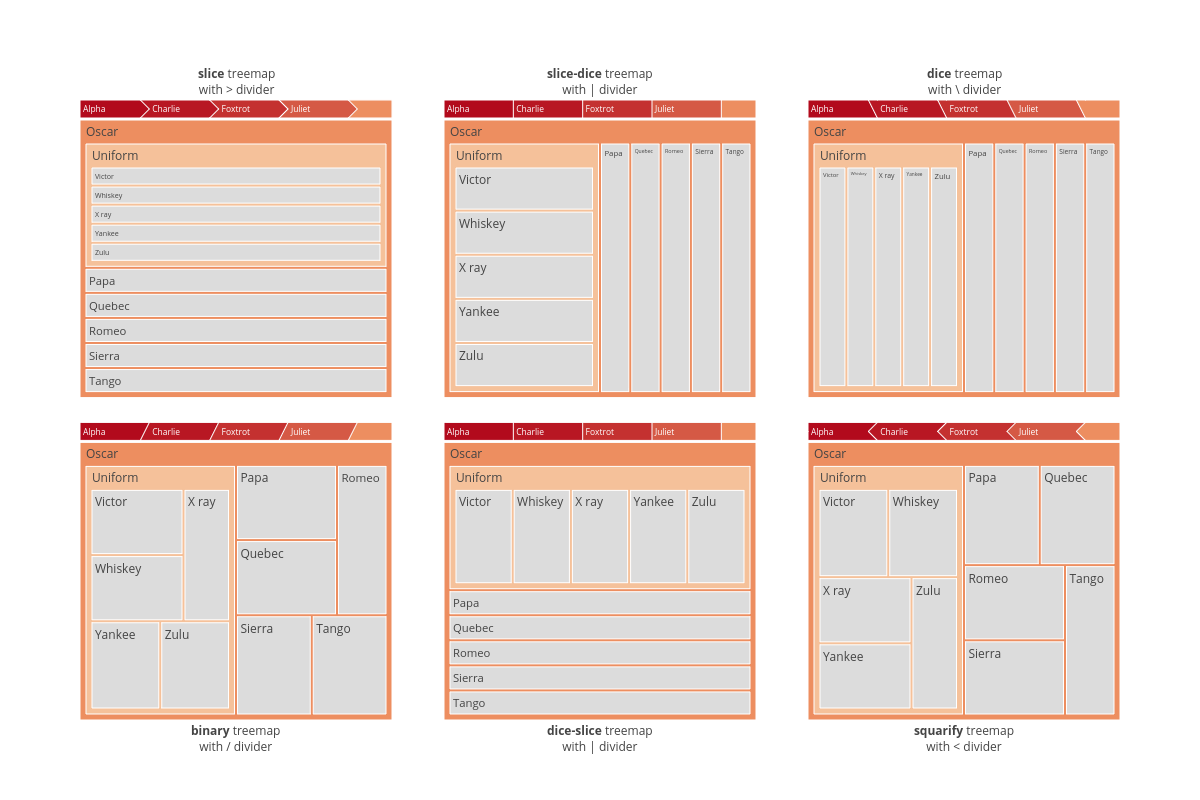 slice treemap
with > divider
Alpha Charlie Foxtrot Juliet
Oscar
Uniform
Victor
Whiskey
X ray
Yankee
Zulu
Papa
Quebec
Romeo
Sierra
Tango
slice-dice treemap
with | divider
Alpha Charlie Foxtrot Juliet
Oscar
Uniform Papa Quebec Romeo Sierra Tango
Victor
Whiskey
X ray
Yankee
Zulu
dice treemap
with \ divider
Alpha Charlie Foxtrot Juliet
Oscar
Uniform Papa Quebec Romeo Sierra Tango
Victor Whiskey X ray Yankee Zulu
Alpha Charlie Foxtrot Juliet
Oscar
Uniform Papa Romeo
Victor X ray
Quebec
Whiskey
Yankee Zulu Sierra Tango
binary treemap
with / divider
Alpha Charlie Foxtrot Juliet
Oscar
Uniform
Victor Whiskey X ray Yankee Zulu
Papa
Quebec
Romeo
Sierra
Tango
dice-slice treemap
with | divider
Alpha Charlie Foxtrot Juliet
Oscar
Uniform Papa Quebec
Victor Whiskey
Romeo Tango
X ray Zulu
Yankee Sierra
squarify treemap
with < divider